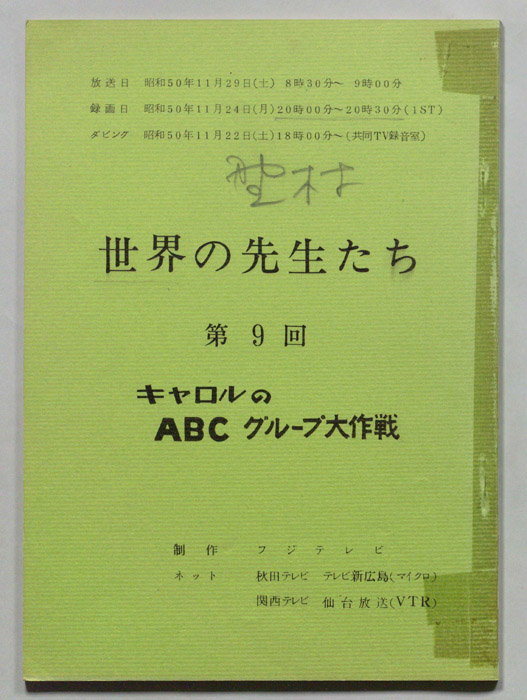 放送日 昭和50年11月29日(土) 8時30分〜 9時00分
録画日 昭和50年11月24日(月)20時00分〜20時30分(1ST)
ダビング 昭和50年11月22日(土)18時00分〜(共同TV録音室)
野村
世界の先生たち
第9回
キャロルの
ABC グループ大作戦
制作 フジテレビ
ネット 秋田テレビ テレビ新広島(マイクロ)
関西テレビ 仙台放送(VTR)